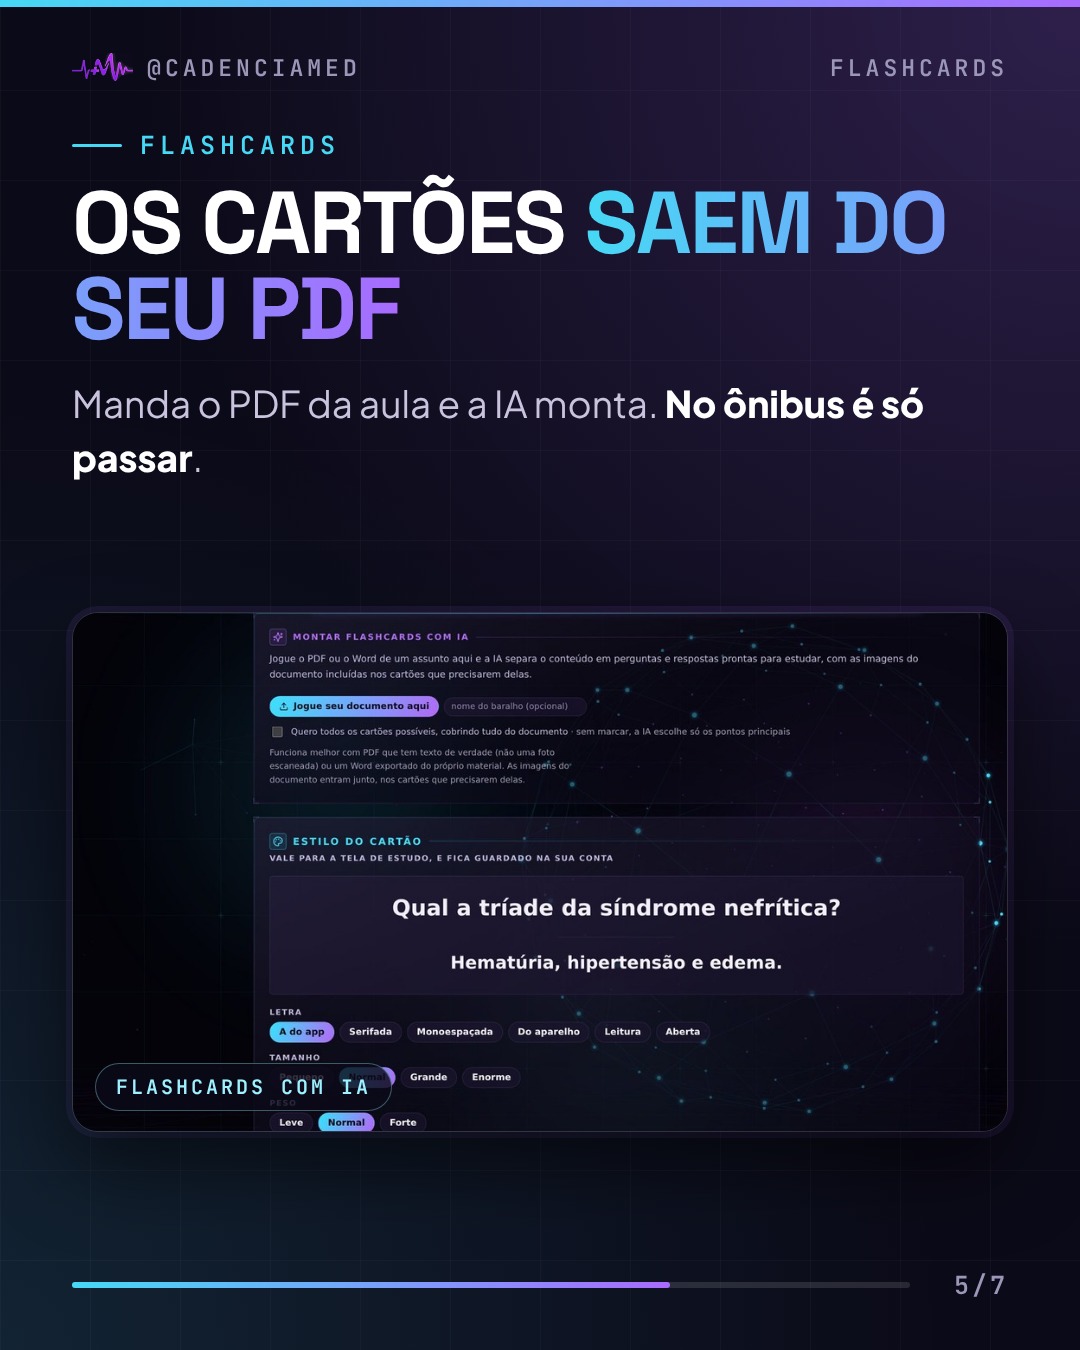 @CADENCIAMED
FLASHCARDS
FLASHCARDS
OS CARTÕES SAEM DO
SEU PDF
Manda o PDF da aula e a IA monta. No ônibus é só
passar.
MONTAR FLASHCARDS COM IA
Jogue o PDF ou o Word de um assunto aqui e a IA separa o conteúdo em perguntas e respostas prontas para estudar, com as imagens do
documento incluídas nos cartões que precisarem delas.
Jogue seu documento aqui
nome do baralho (opcional)
Quero todos os cartões possíveis, cobrindo tudo do documento · sem marcar, a IA escolhe só os pontos principais
Funciona melhor com PDF que tem texto de verdade (não uma foto
escaneada) ou um Word exportado do próprio material. As imagens do
documento entram junto, nos cartões que precisarem delas.
ESTILO DO CARTÃO
VALE PARA A TELA DE ESTUDO, E FICA GUARDADO NA SUA CONTA
Qual a tríade da síndrome nefrítica?
Hematúria, hipertensão e edema.
LETRA
A do app Serifada Monoespaçada Do aparelho Leitura Aberta
TAMANHO
Pequeno Normal Grande Enorme
FLASHCARDS COM IA
PESO
Leve Normal Forte
5/7